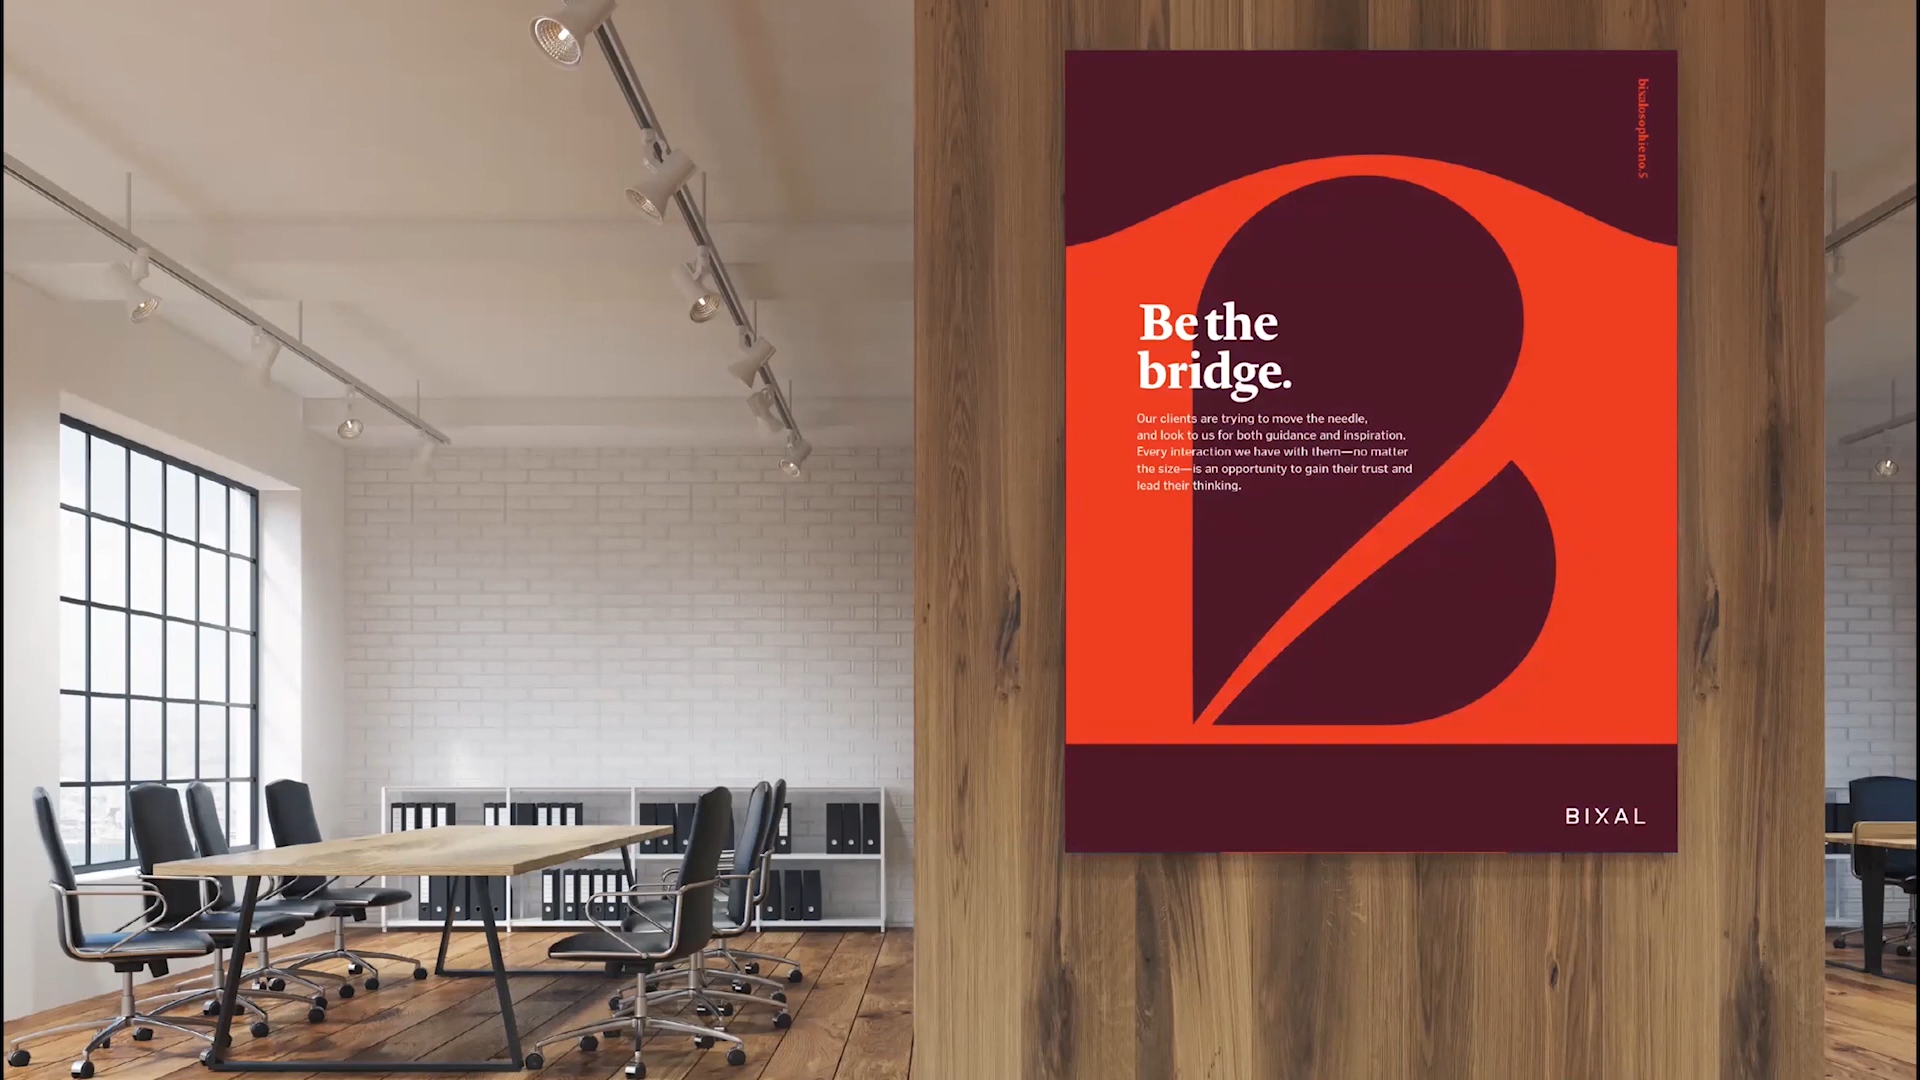 bixalosophie no.5
Be the
bridge.
Our clients are trying to move the needle,
and look to us for both guidance and inspiration.
Every interaction we have with them—no matter
the size—is an opportunity to gain their trust and
lead their thinking.
BIXAL